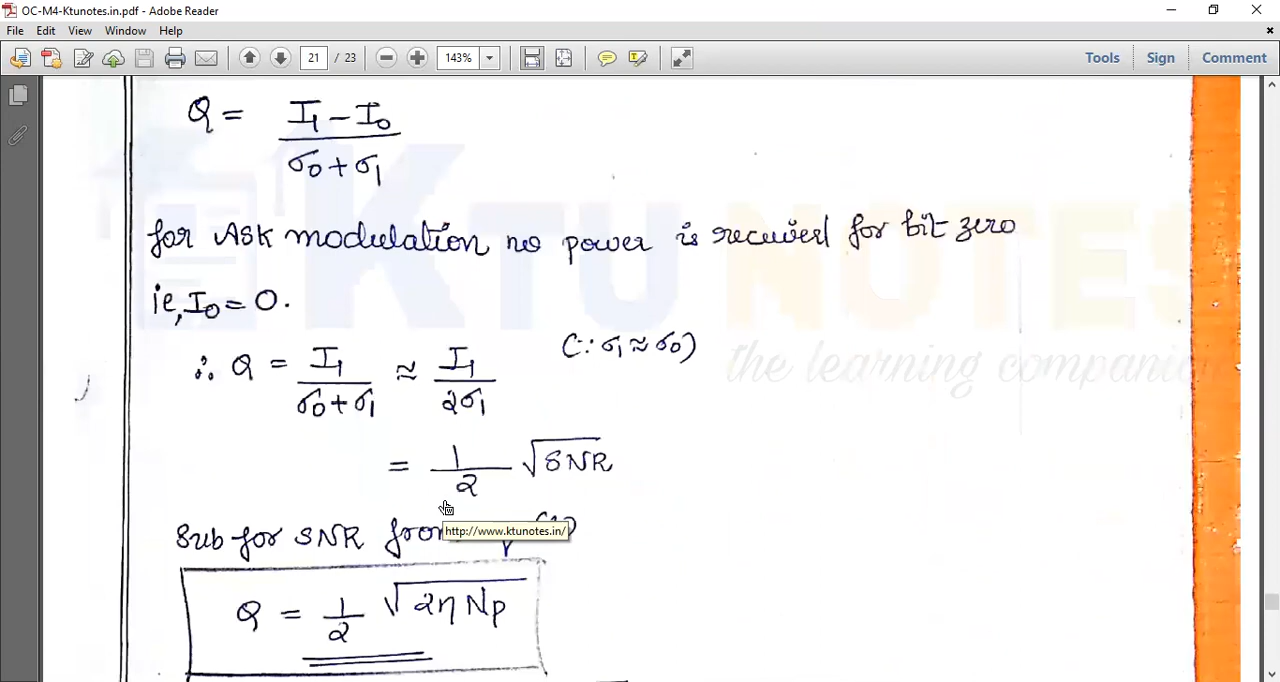 OC-M4-Ktunotes.in.pdf - Adobe Reader
File Edit View Window Help
21 / 23 143% Tools Sign Comment
Q = I1 - I0 / σ0 + σ1
KTU NOTES
for ASK modulation no power is received for bit zero
ie, I0 = 0.
the learning companion
∴ Q = I1 / σ0 + σ1 ≈ I1 / 2σ1 (∵ σ1 ≈ σ0)
= 1/2 √SNR
Sub for SNR from
http://www.ktunotes.in/
Q = 1/2 √2ηNp